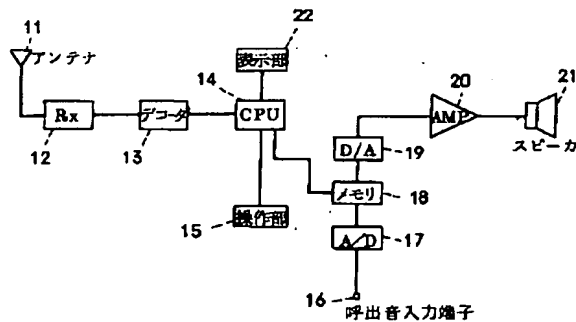 11
アンテナ
Rx
12
デコーダ
13
14
CPU
22
表示部
15
操作部
20
AMP
21
スピーカ
D/A
19
メモリ
18
A/D
17
16
呼出音入力端子